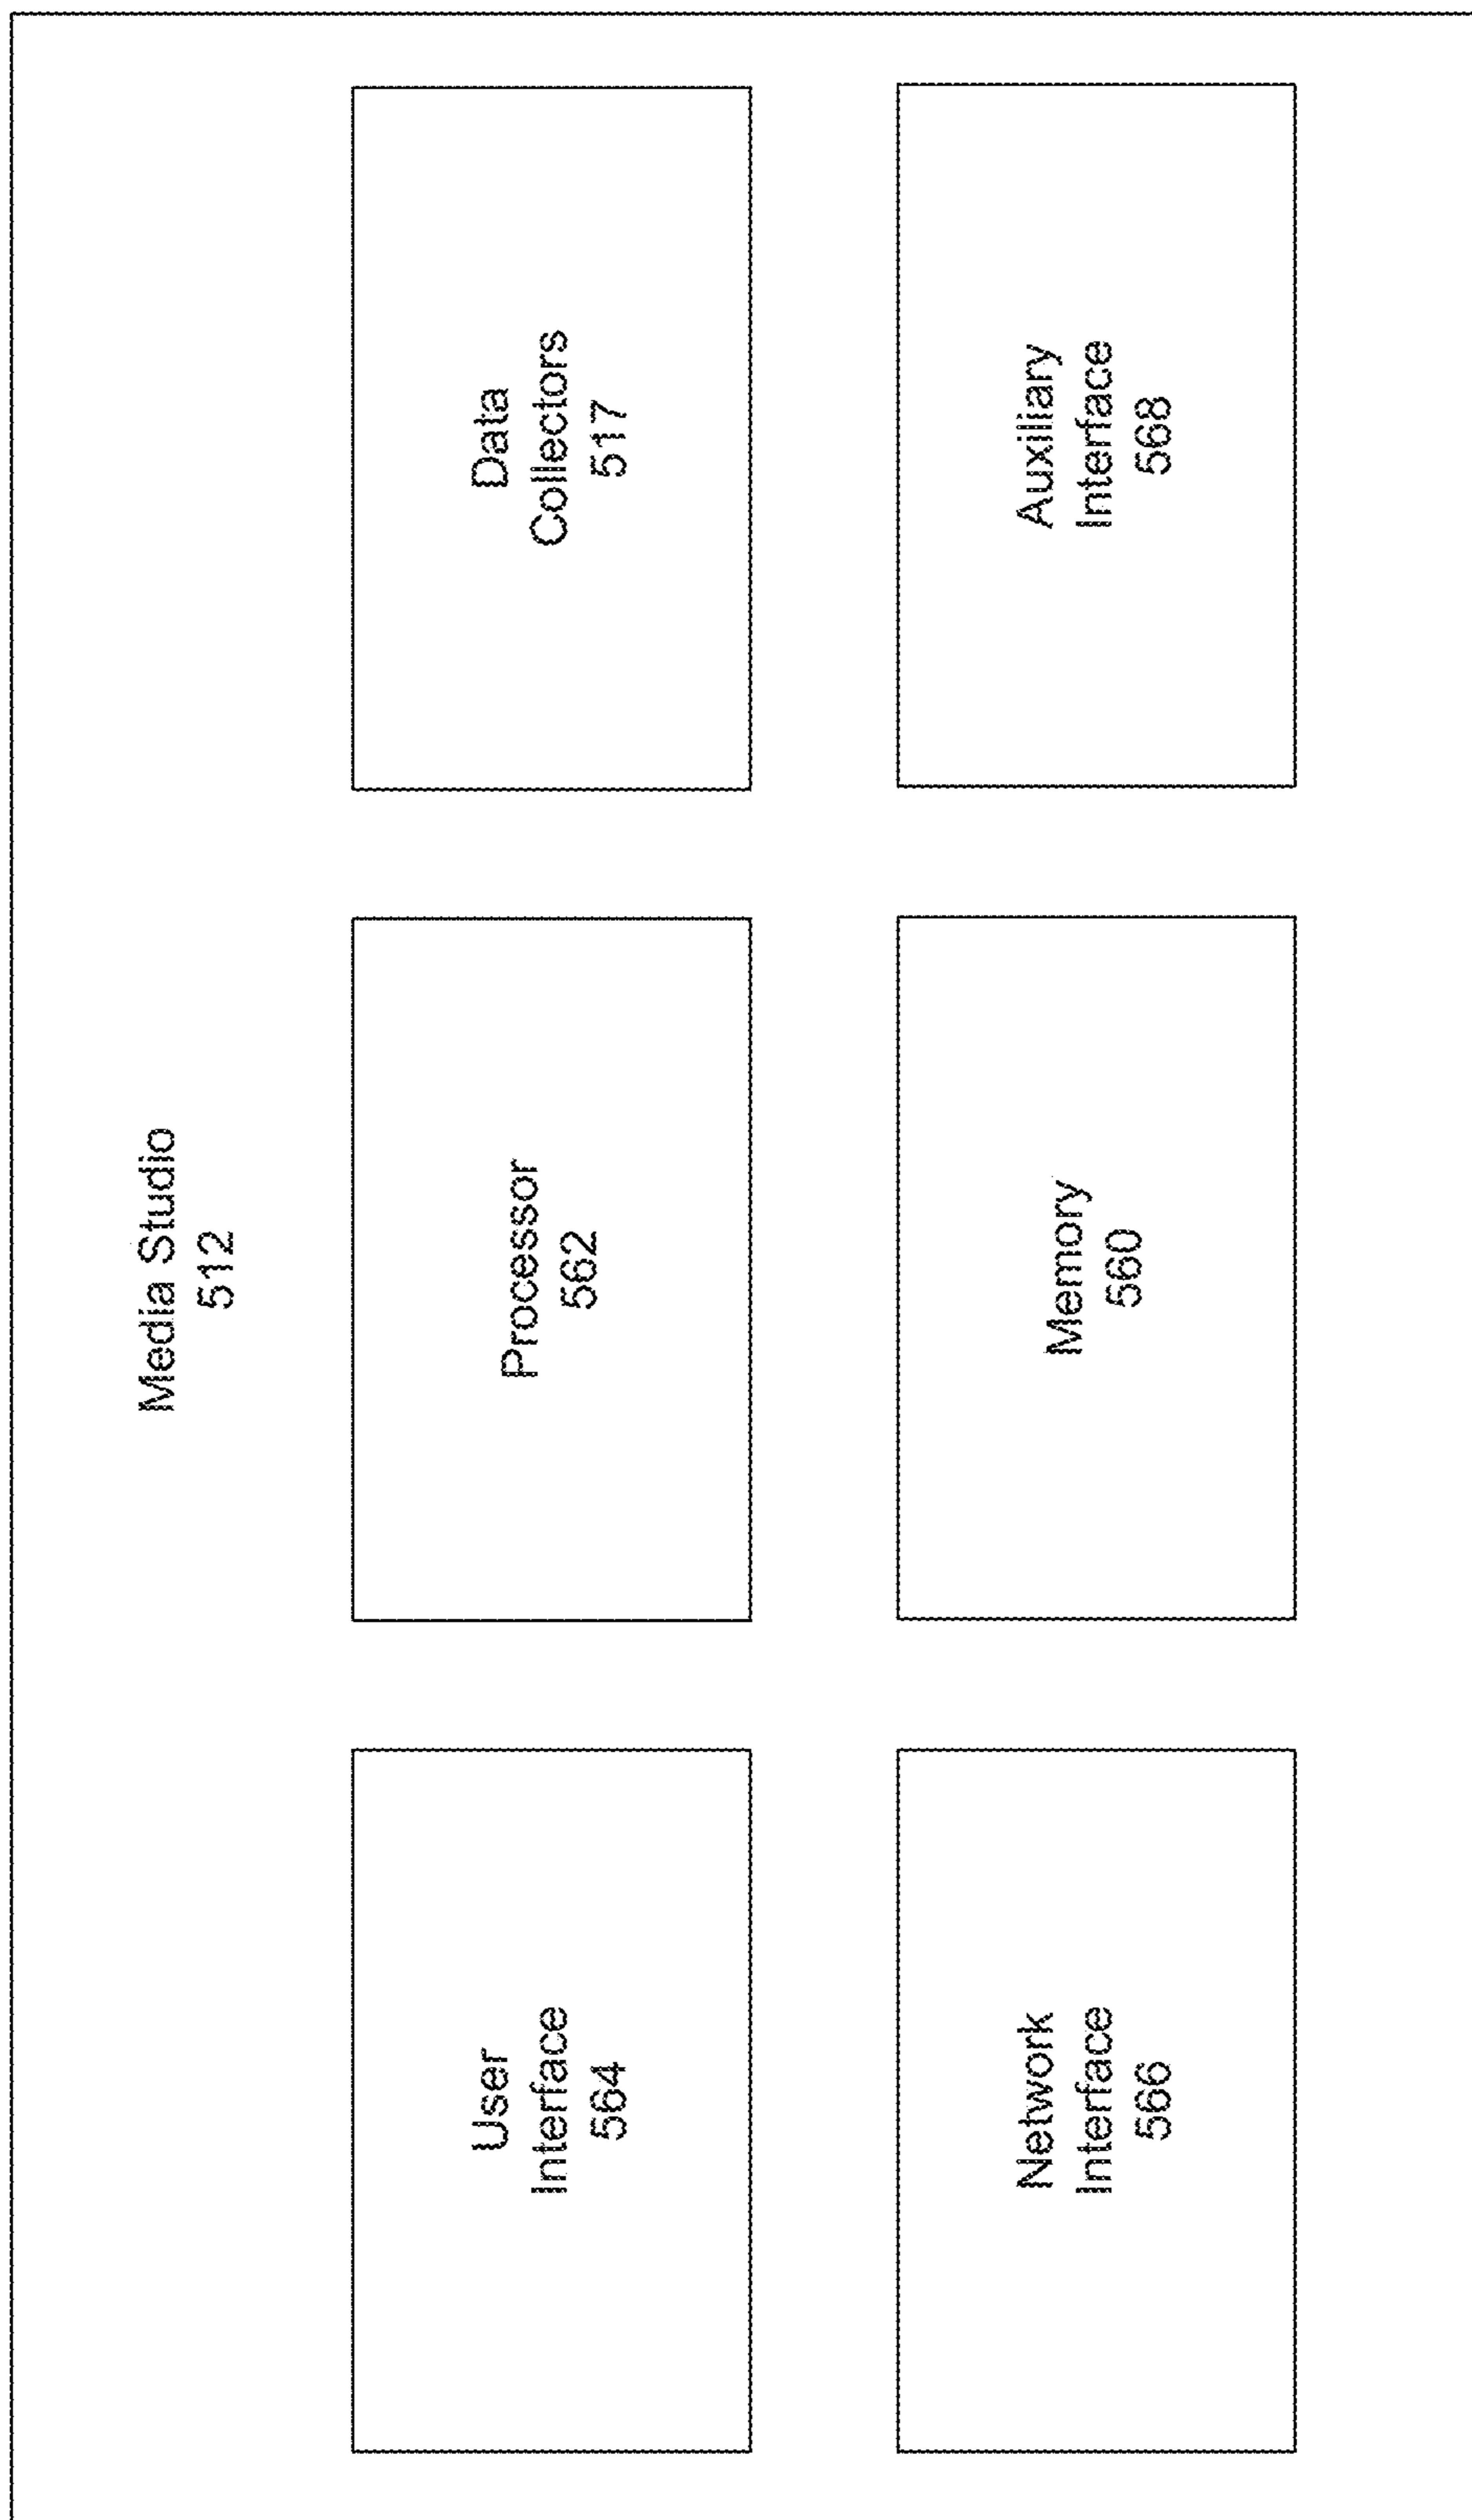 Media Studio
512
User
Interface
564
Processor
562
Data
Collectors
517
Network
Interface
566
Memory
560
Auxiliary
Interface
568